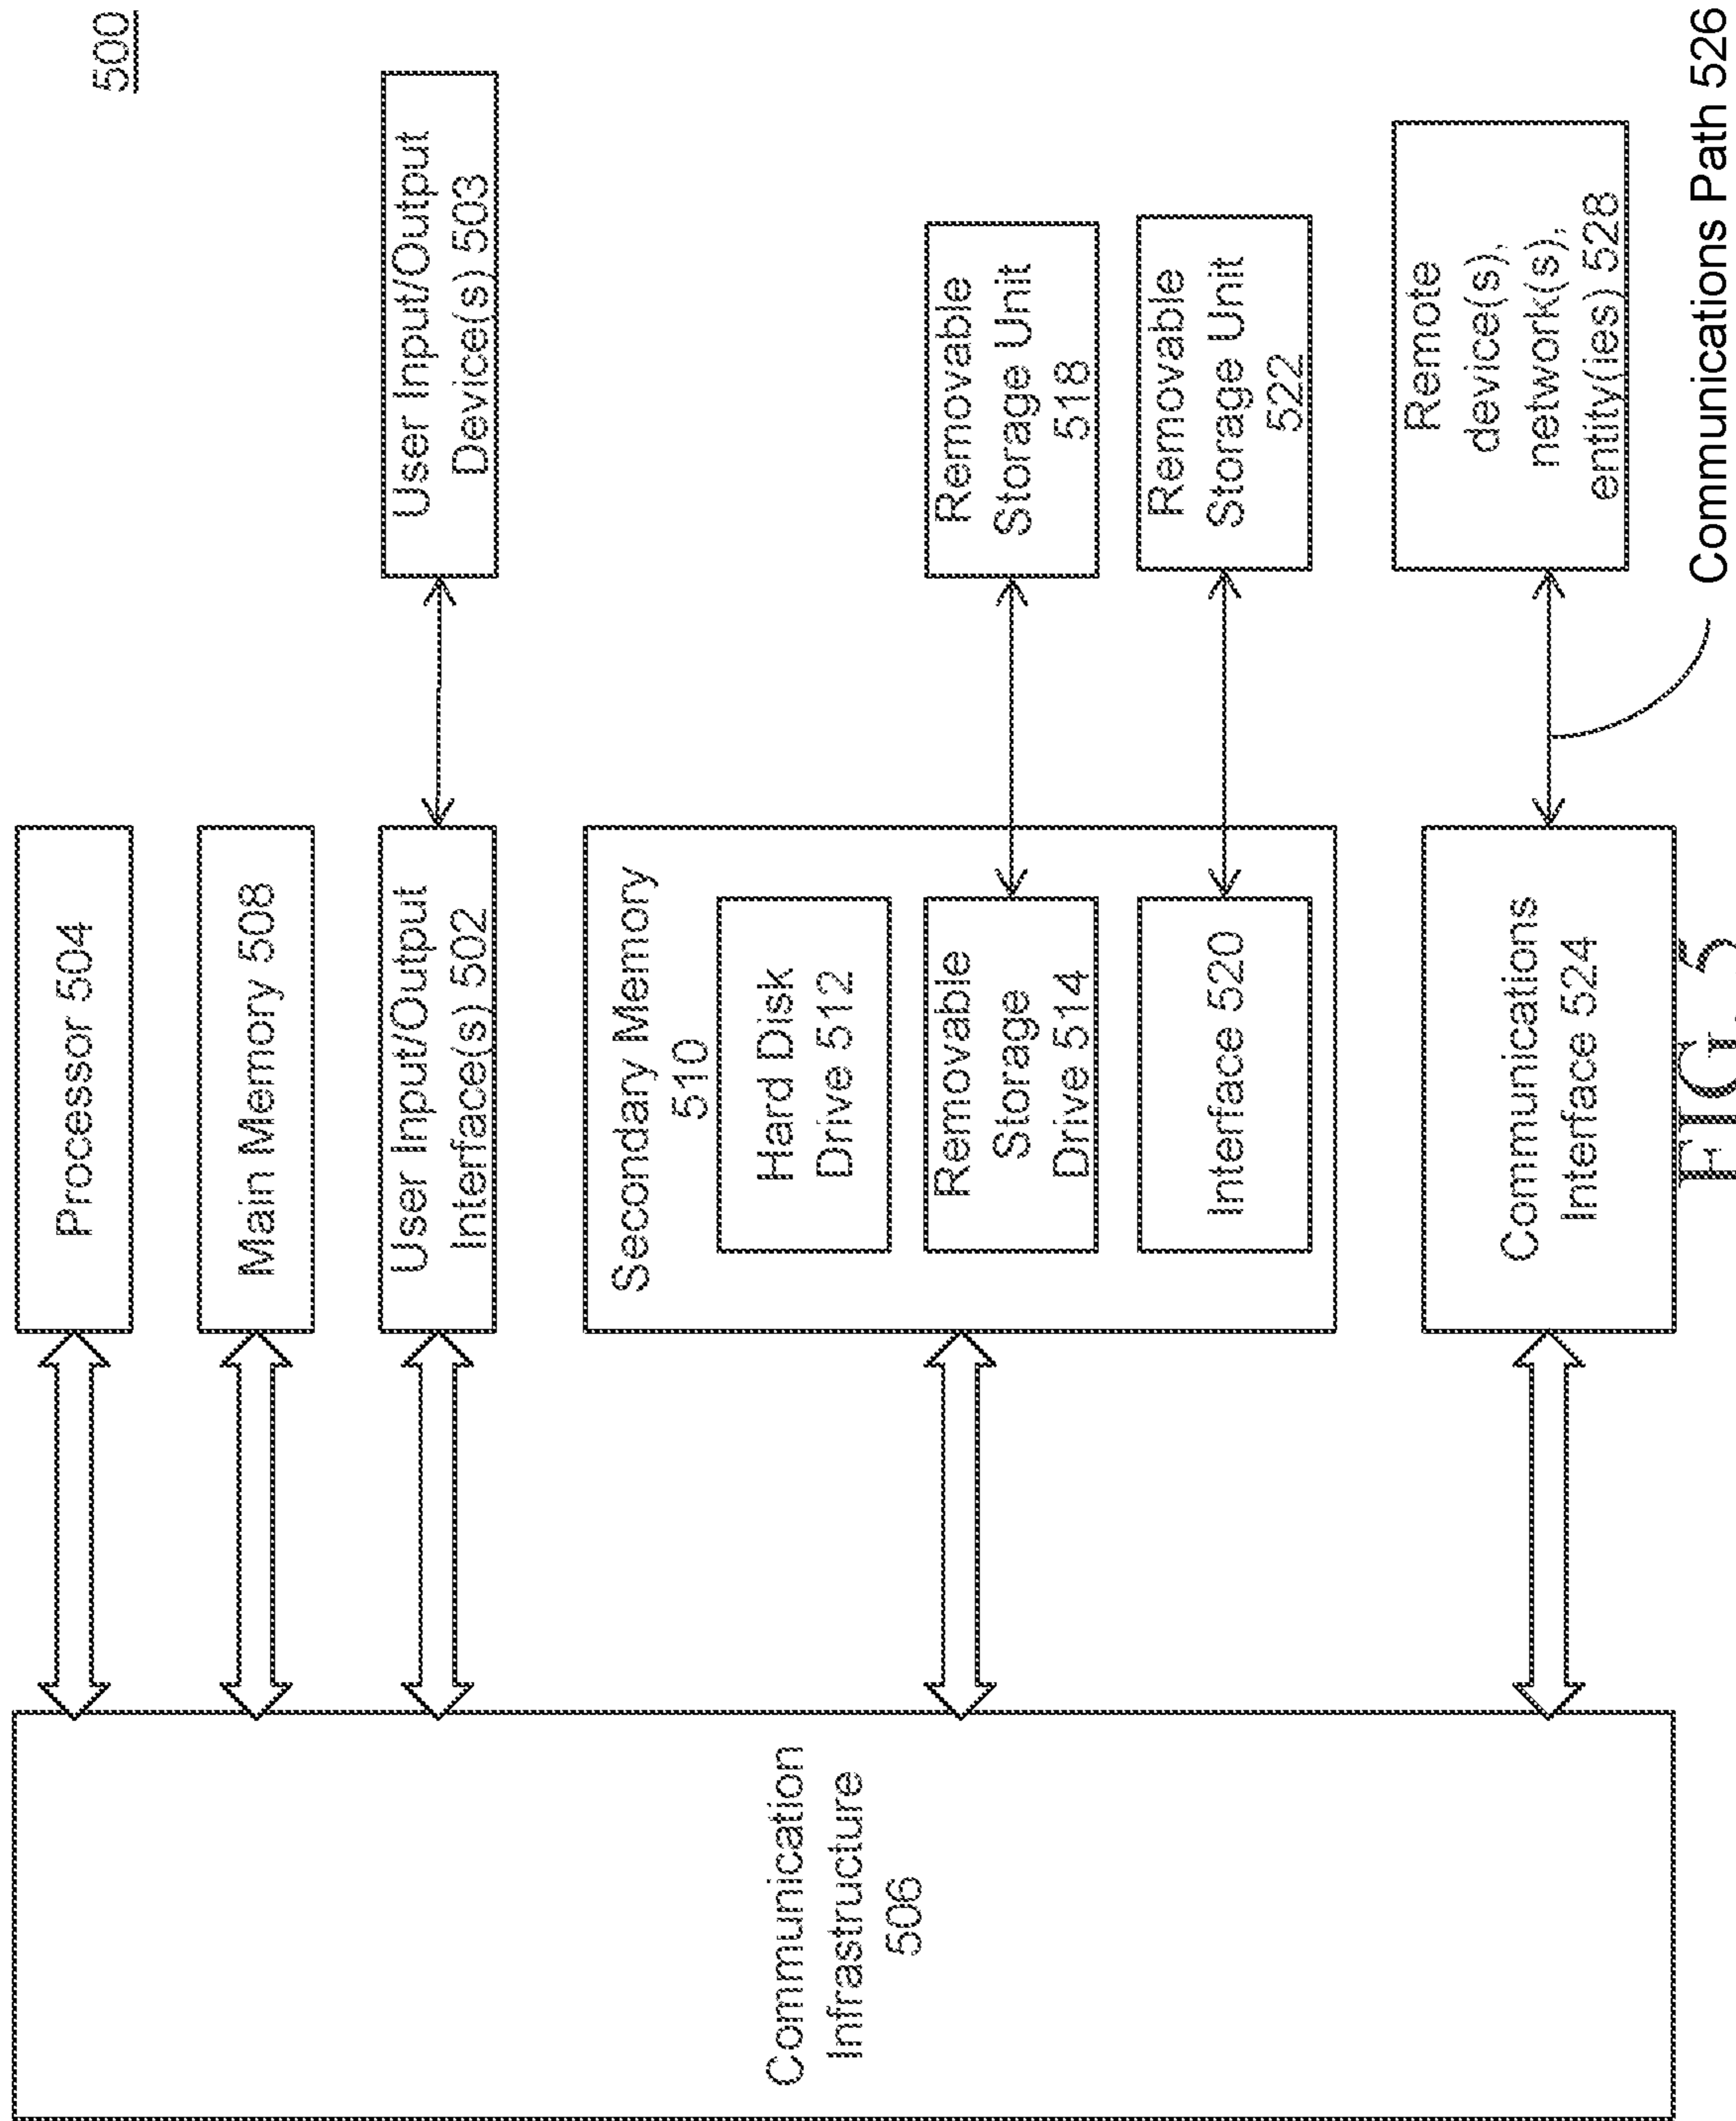 500
Processor 504
Main Memory 508
User Input/Output
Interface(s) 502
User Input/Output
Device(s) 503
Communication
Infrastructure
506
Secondary Memory
510
Hard Disk
Drive 512
Removable
Storage
Drive 514
Removable
Storage Unit
518
Interface 520
Removable
Storage Unit
522
Communications
Interface 524
Remote
device(s),
network(s),
entity(ies) 528
Communications Path 526
FIG. 5